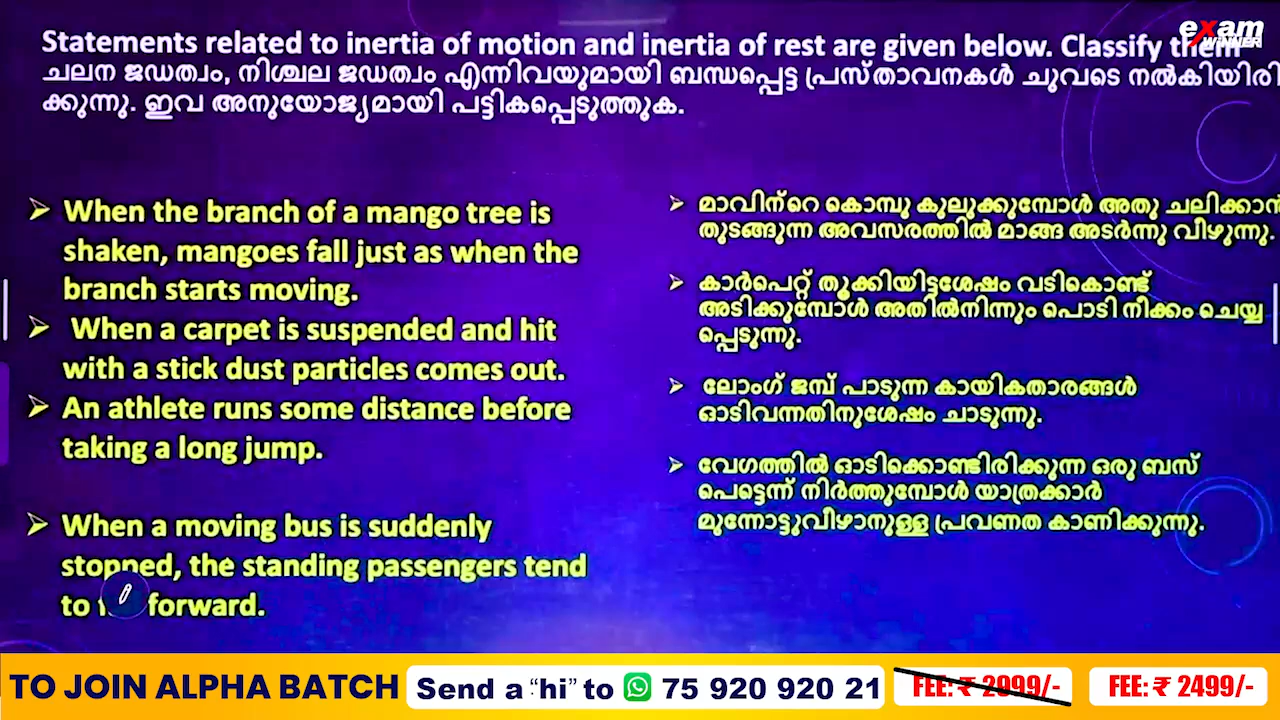 exam
WINNER
Statements related to inertia of motion and inertia of rest are given below. Classify them
ചലന ജഡത്വം, നിശ്ചല ജഡത്വം എന്നിവയുമായി ബന്ധപ്പെട്ട പ്രസ്താവനകൾ ചുവടെ നൽകിയിരി
ക്കുന്നു. ഇവ അനുയോജ്യമായി പട്ടികപ്പെടുത്തുക.
When the branch of a mango tree is
shaken, mangoes fall just as when the
branch starts moving.
When a carpet is suspended and hit
with a stick dust particles comes out.
An athlete runs some distance before
taking a long jump.
When a moving bus is suddenly
stopped, the standing passengers tend
to forward.
മാവിന്റെ കൊമ്പു കുലുക്കുമ്പോൾ അതു ചലിക്കാൻ
തുടങ്ങുന്ന അവസരത്തിൽ മാങ്ങ അടർന്നു വീഴുന്നു.
കാർപെറ്റ് തൂക്കിയിട്ടശേഷം വടികൊണ്ട്
അടിക്കുമ്പോൾ അതിൽനിന്നും പൊടി നീക്കം ചെയ്യ
പ്പെടുന്നു.
ലോംഗ് ജമ്പ് പാടുന്ന കായികതാരങ്ങൾ
ഓടിവന്നതിനുശേഷം ചാടുന്നു.
വേഗത്തിൽ ഓടിക്കൊണ്ടിരിക്കുന്ന ഒരു ബസ്
പെട്ടെന്ന് നിർത്തുമ്പോൾ യാത്രക്കാർ
മുന്നോട്ടുവീഴാനുള്ള പ്രവണത കാണിക്കുന്നു.
TO JOIN ALPHA BATCH
Send a “hi” to 75 920 920 21
FEE: ₹ 2999/-
FEE: ₹ 2499/-